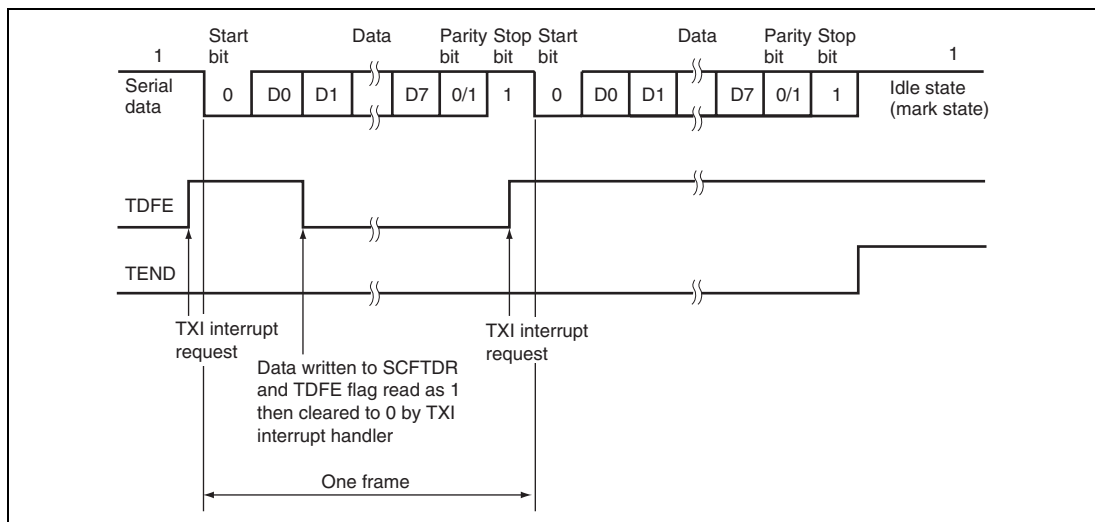 1
Start
bit
Data
Parity
bit
Stop
bit
Start
bit
Data
Parity
bit
Stop
bit
1
Serial
data
0
D0
D1
D7
0/1
1
0
D0
D1
D7
0/1
1
Idle state
(mark state)
TDFE
TEND
TXI interrupt
request
Data written to SCFTDR
and TDFE flag read as 1
then cleared to 0 by TXI
interrupt handler
TXI interrupt
request
One frame